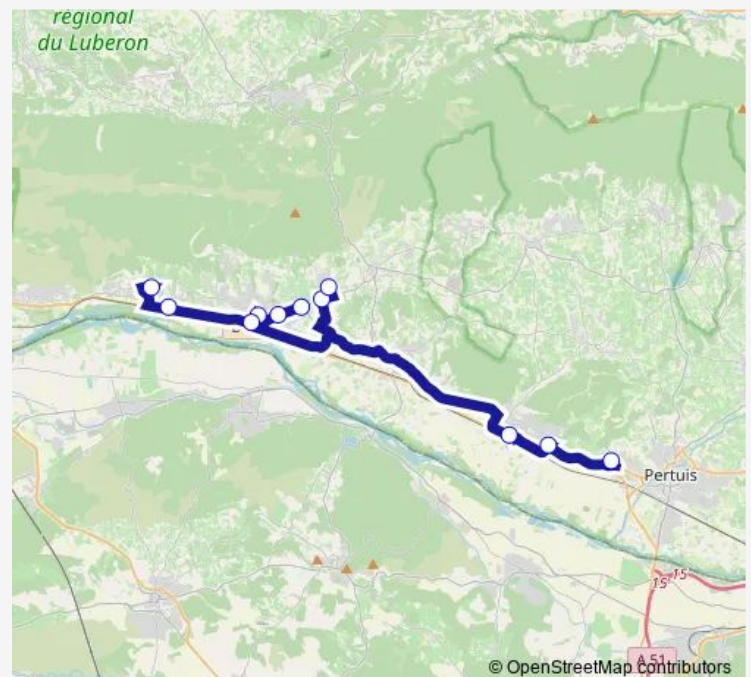 régional
du Luberon
D
Pertuis
15 15
A 51
© OpenStreetMap contributors